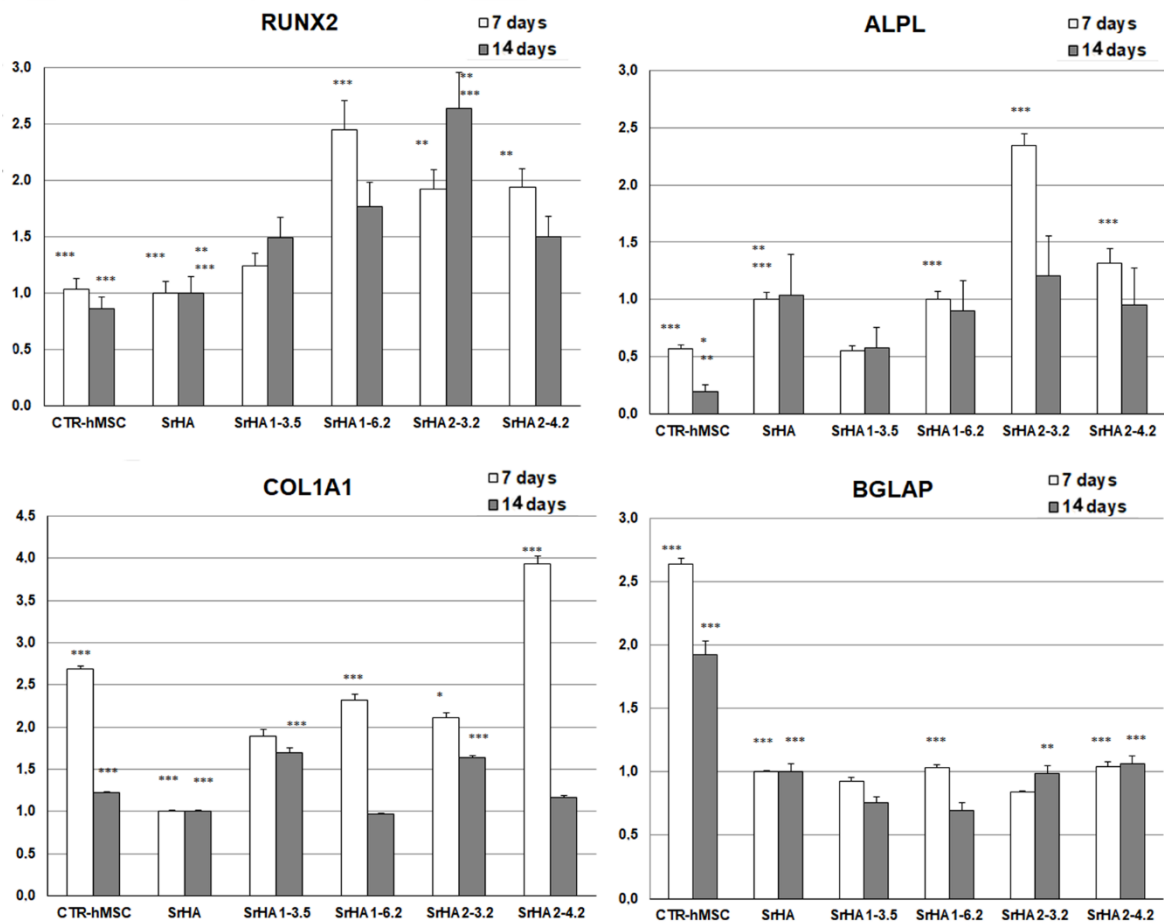 RUNX2
7 days
14 days
3.0
2.5
2.0
1.5
1.0
0.5
0.0
*** *** *** ** *** *** ** ** *** **
CTR-hMSC SrHA SrHA 1-3.5 SrHA 1-6.2 SrHA 2-3.2 SrHA 2-4.2
ALPL
7 days
14 days
3.0
2.5
2.0
1.5
1.0
0.5
0.0
*** * ** ** *** *** *** ***
CTR-hMSC SrHA SrHA 1-3.5 SrHA 1-6.2 SrHA 2-3.2 SrHA 2-4.2
COL1A1
7 days
14 days
4.5
4.0
3.5
3.0
2.5
2.0
1.5
1.0
0.5
0.0
*** *** *** *** *** *** * *** ***
CTR-hMSC SrHA SrHA 1-3.5 SrHA 1-6.2 SrHA 2-3.2 SrHA 2-4.2
BGLAP
7 days
14 days
3.0
2.5
2.0
1.5
1.0
0.5
0.0
*** *** *** *** *** ** *** ***
CTR-hMSC SrHA SrHA 1-3.5 SrHA 1-6.2 SrHA 2-3.2 SrHA 2-4.2